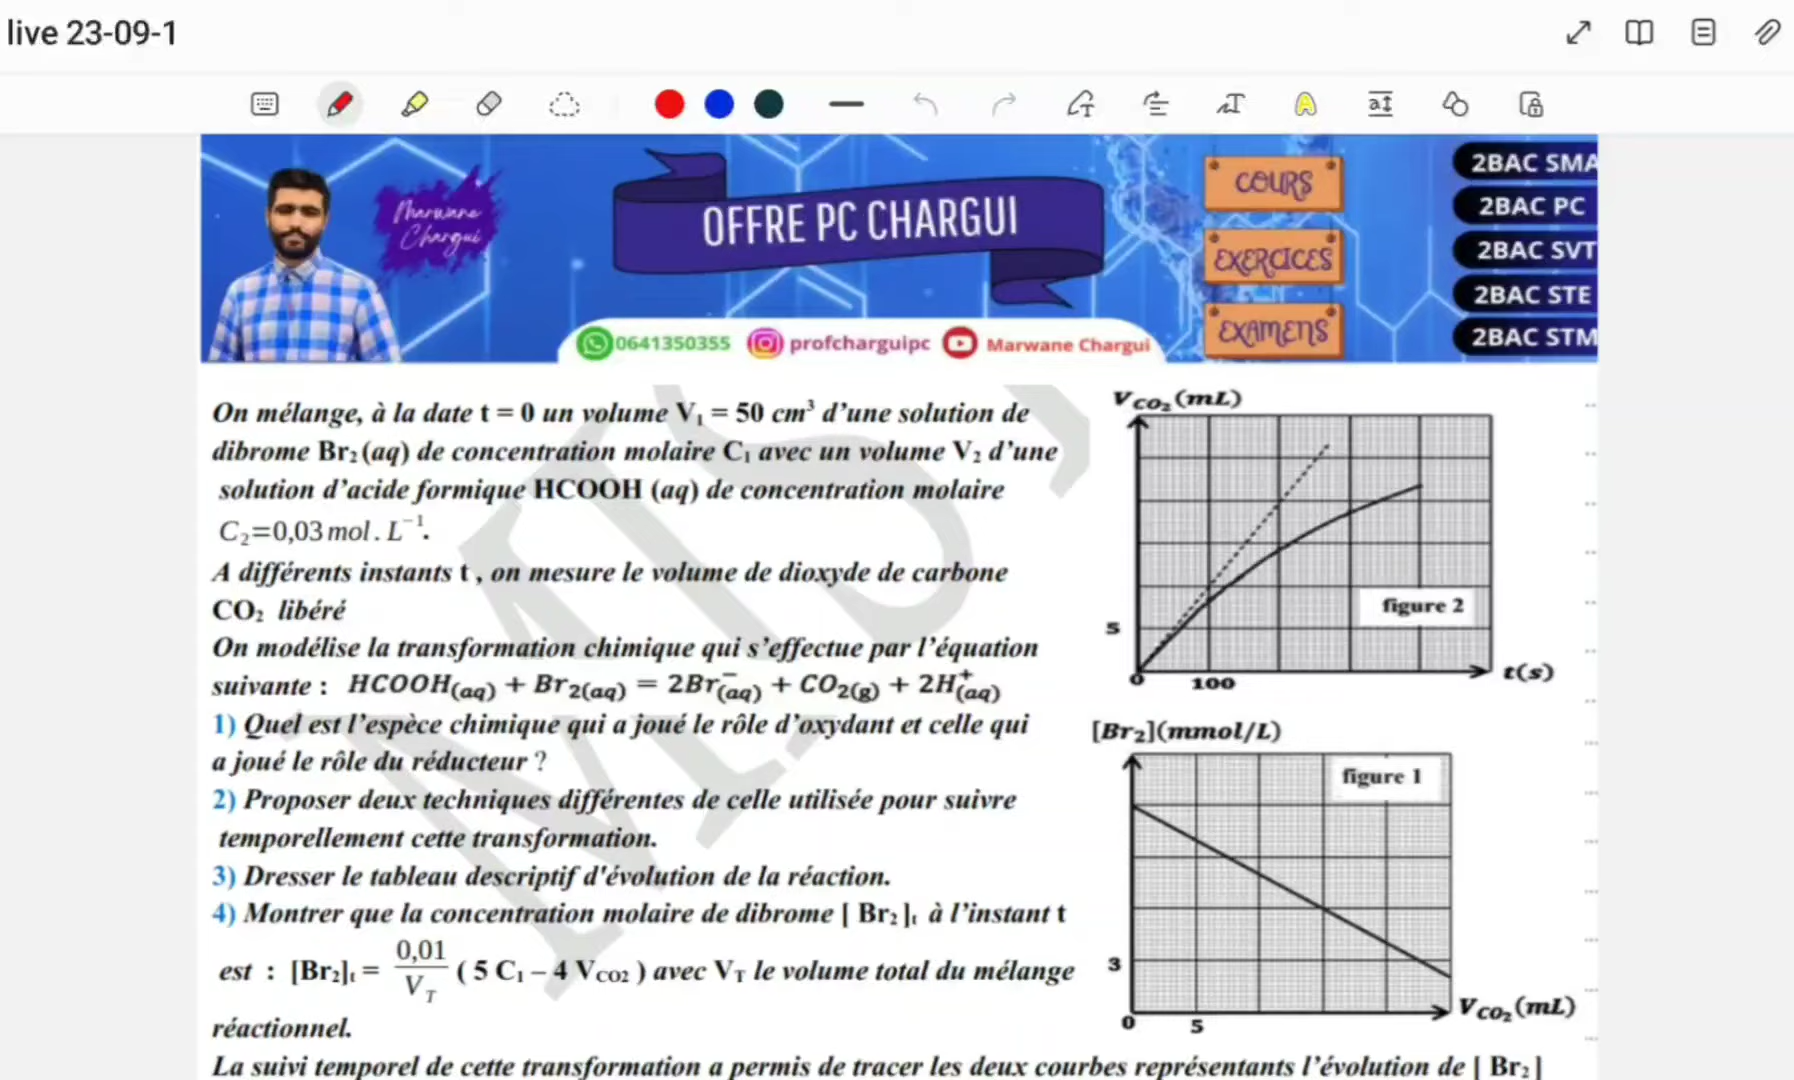 live 23-09-1
Marwane
Chargui
OFFRE PC CHARGUI
COURS
EXERCICES
EXAMENS
2BAC SMA
2BAC PC
2BAC SVT
2BAC STE
2BAC STM
0641350355 profcharguipc Marwane Chargui
On mélange, à la date t = 0 un volume V₁ = 50 cm³ d’une solution de
dibrome Br₂ (aq) de concentration molaire C₁ avec un volume V₂ d’une
solution d’acide formique HCOOH (aq) de concentration molaire
C₂=0,03 mol . L⁻¹.
A différents instants t , on mesure le volume de dioxyde de carbone
CO₂ libéré
On modélise la transformation chimique qui s’effectue par l’équation
suivante : HCOOH(aq) + Br₂(aq) = 2Br⁻(aq) + CO₂(g) + 2H⁺(aq)
1) Quel est l’espèce chimique qui a joué le rôle d’oxydant et celle qui
a joué le rôle du réducteur ?
2) Proposer deux techniques différentes de celle utilisée pour suivre
temporellement cette transformation.
3) Dresser le tableau descriptif d'évolution de la réaction.
4) Montrer que la concentration molaire de dibrome [ Br₂ ]t à l’instant t
est : [Br₂]t = 0,01/V_T ( 5 C₁ – 4 VCO2 ) avec V_T le volume total du mélange
réactionnel.
La suivi temporel de cette transformation a permis de tracer les deux courbes représentants l’évolution de [ Br₂ ]
VCO₂(mL)
figure 2
5
0
100
t(s)
[Br₂](mmol/L)
figure 1
3
0
5
VCO₂(mL)